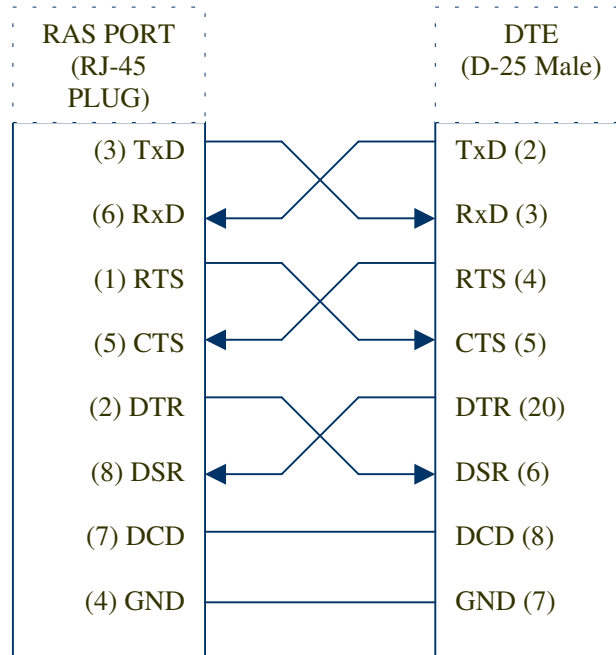 RAS PORT
(RJ-45
PLUG)
DTE
(D-25 Male)
(3) TxD
TxD (2)
(6) RxD
RxD (3)
(1) RTS
RTS (4)
(5) CTS
CTS (5)
(2) DTR
DTR (20)
(8) DSR
DSR (6)
(7) DCD
DCD (8)
(4) GND
GND (7)